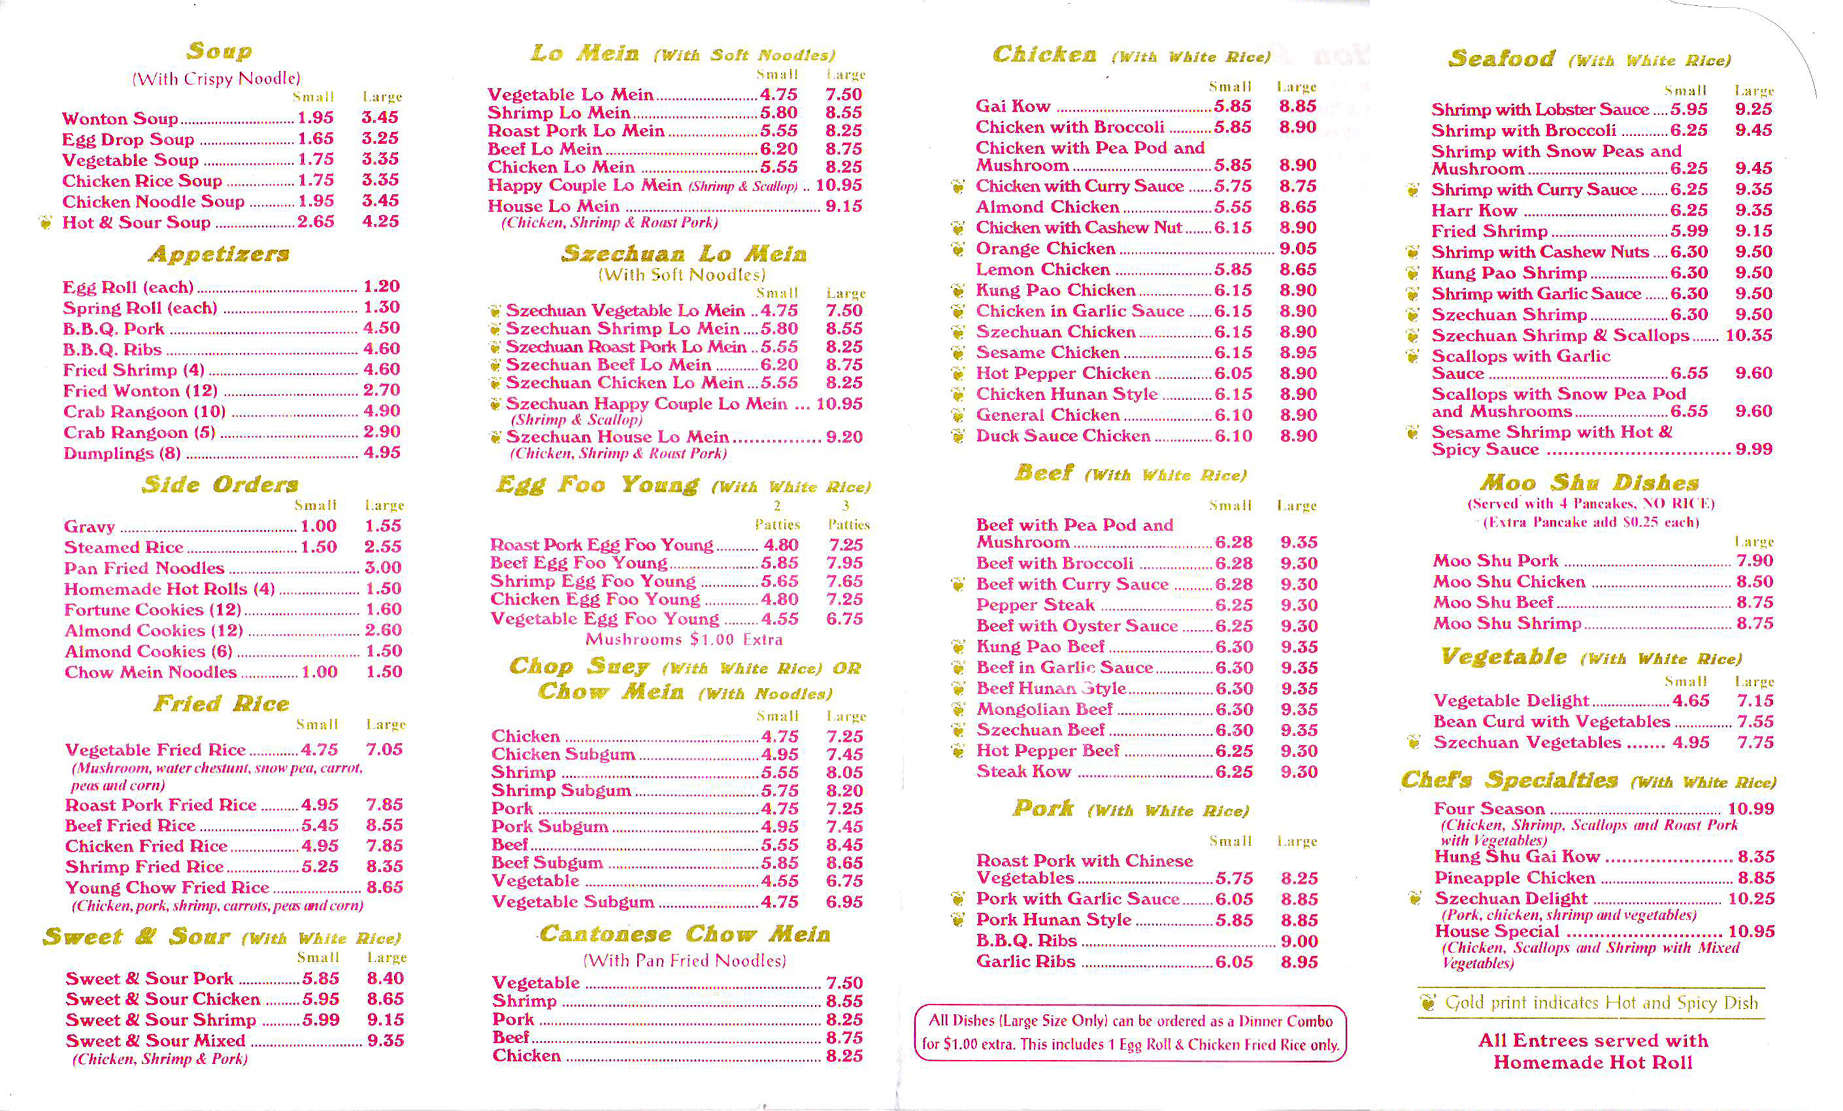 Soup
(With Crispy Noodle)
Small Large
Wonton Soup 1.95 3.45
Egg Drop Soup 1.65 3.25
Vegetable Soup 1.75 3.35
Chicken Rice Soup 1.75 3.35
Chicken Noodle Soup 1.95 3.45
Hot & Sour Soup 2.65 4.25
Appetizers
Egg Roll (each) 1.20
Spring Roll (each) 1.30
B.B.Q. Pork 4.50
B.B.Q. Ribs 4.60
Fried Shrimp (4) 4.60
Fried Wonton (12) 2.70
Crab Rangoon (10) 4.90
Crab Rangoon (5) 2.90
Dumplings (8) 4.95
Side Orders
Small Large
Gravy 1.00 1.55
Steamed Rice 1.50 2.55
Pan Fried Noodles 3.00
Homemade Hot Rolls (4) 1.50
Fortune Cookies (12) 1.60
Almond Cookies (12) 2.60
Almond Cookies (6) 1.50
Chow Mein Noodles 1.00 1.50
Fried Rice
Small Large
Vegetable Fried Rice 4.75 7.05
(Mushroom, water chestunt, snow pea, carrot,
peas and corn)
Roast Pork Fried Rice 4.95 7.85
Beef Fried Rice 5.45 8.55
Chicken Fried Rice 4.95 7.85
Shrimp Fried Rice 5.25 8.35
Young Chow Fried Rice 8.65
(Chicken, pork, shrimp, carrots, peas and corn)
Sweet & Sour (With White Rice)
Small Large
Sweet & Sour Pork 5.85 8.40
Sweet & Sour Chicken 5.95 8.65
Sweet & Sour Shrimp 5.99 9.15
Sweet & Sour Mixed 9.35
(Chicken, Shrimp & Pork)
Lo Mein (With Soft Noodles)
Small Large
Vegetable Lo Mein 4.75 7.50
Shrimp Lo Mein 5.80 8.55
Roast Pork Lo Mein 5.55 8.25
Beef Lo Mein 6.20 8.75
Chicken Lo Mein 5.55 8.25
Happy Couple Lo Mein (Shrimp & Scallop) 10.95
House Lo Mein 9.15
(Chicken, Shrimp & Roast Pork)
Szechuan Lo Mein
(With Soft Noodles)
Small Large
Szechuan Vegetable Lo Mein 4.75 7.50
Szechuan Shrimp Lo Mein 5.80 8.55
Szechuan Roast Pork Lo Mein 5.55 8.25
Szechuan Beef Lo Mein 6.20 8.75
Szechuan Chicken Lo Mein 5.55 8.25
Szechuan Happy Couple Lo Mein 10.95
(Shrimp & Scallop)
Szechuan House Lo Mein 9.20
(Chicken, Shrimp & Roast Pork)
Egg Foo Young (With White Rice)
2 3
Patties Patties
Roast Pork Egg Foo Young 4.80 7.25
Beef Egg Foo Young 5.85 7.95
Shrimp Egg Foo Young 5.65 7.65
Chicken Egg Foo Young 4.80 7.25
Vegetable Egg Foo Young 4.55 6.75
Mushrooms $1.00 Extra
Chop Suey (With White Rice) OR
Chow Mein (With Noodles)
Small Large
Chicken 4.75 7.25
Chicken Subgum 4.95 7.45
Shrimp 5.55 8.05
Shrimp Subgum 5.75 8.20
Pork 4.75 7.25
Pork Subgum 4.95 7.45
Beef 5.55 8.45
Beef Subgum 5.85 8.65
Vegetable 4.55 6.75
Vegetable Subgum 4.75 6.95
Cantonese Chow Mein
(With Pan Fried Noodles)
Vegetable 7.50
Shrimp 8.55
Pork 8.25
Beef 8.75
Chicken 8.25
Chicken (With White Rice)
Small Large
Gai Kow 5.85 8.85
Chicken with Broccoli 5.85 8.90
Chicken with Pea Pod and
Mushroom 5.85 8.90
Chicken with Curry Sauce 5.75 8.75
Almond Chicken 5.55 8.65
Chicken with Cashew Nut 6.15 8.90
Orange Chicken 9.05
Lemon Chicken 5.85 8.65
Kung Pao Chicken 6.15 8.90
Chicken in Garlic Sauce 6.15 8.90
Szechuan Chicken 6.15 8.90
Sesame Chicken 6.15 8.95
Hot Pepper Chicken 6.05 8.90
Chicken Hunan Style 6.15 8.90
General Chicken 6.10 8.90
Duck Sauce Chicken 6.10 8.90
Beef (With White Rice)
Small Large
Beef with Pea Pod and
Mushroom 6.28 9.35
Beef with Broccoli 6.28 9.30
Beef with Curry Sauce 6.28 9.30
Pepper Steak 6.25 9.30
Beef with Oyster Sauce 6.25 9.30
Kung Pao Beef 6.30 9.35
Beef in Garlic Sauce 6.30 9.35
Beef Hunan Style 6.30 9.35
Mongolian Beef 6.30 9.35
Szechuan Beef 6.30 9.35
Hot Pepper Beef 6.25 9.30
Steak Kow 6.25 9.30
Pork (With White Rice)
Small Large
Roast Pork with Chinese
Vegetables 5.75 8.25
Pork with Garlic Sauce 6.05 8.85
Pork Hunan Style 5.85 8.85
B.B.Q. Ribs 9.00
Garlic Ribs 6.05 8.95
All Dishes (Large Size Only) can be ordered as a Dinner Combo
for $1.00 extra. This includes 1 Egg Roll & Chicken Fried Rice only.
Seafood (With White Rice)
Small Large
Shrimp with Lobster Sauce 5.95 9.25
Shrimp with Broccoli 6.25 9.45
Shrimp with Snow Peas and
Mushroom 6.25 9.45
Shrimp with Curry Sauce 6.25 9.35
Harr Kow 6.25 9.35
Fried Shrimp 5.99 9.15
Shrimp with Cashew Nuts 6.30 9.50
Kung Pao Shrimp 6.30 9.50
Shrimp with Garlic Sauce 6.30 9.50
Szechuan Shrimp 6.30 9.50
Szechuan Shrimp & Scallops 10.35
Scallops with Garlic
Sauce 6.55 9.60
Scallops with Snow Pea Pod
and Mushrooms 6.55 9.60
Sesame Shrimp with Hot &
Spicy Sauce 9.99
Moo Shu Dishes
(Served with 4 Pancakes, NO RICE)
(Extra Pancake add $0.25 each)
Large
Moo Shu Pork 7.90
Moo Shu Chicken 8.50
Moo Shu Beef 8.75
Moo Shu Shrimp 8.75
Vegetable (With White Rice)
Small Large
Vegetable Delight 4.65 7.15
Bean Curd with Vegetables 7.55
Szechuan Vegetables 4.95 7.75
Chef's Specialties (With White Rice)
Four Season 10.99
(Chicken, Shrimp, Scallops and Roast Pork
with Vegetables)
Hung Shu Gai Kow 8.35
Pineapple Chicken 8.85
Szechuan Delight 10.25
(Pork, chicken, shrimp and vegetables)
House Special 10.95
(Chicken, Scallops and Shrimp with Mixed
Vegetables)
Gold print indicates Hot and Spicy Dish
All Entrees served with
Homemade Hot Roll